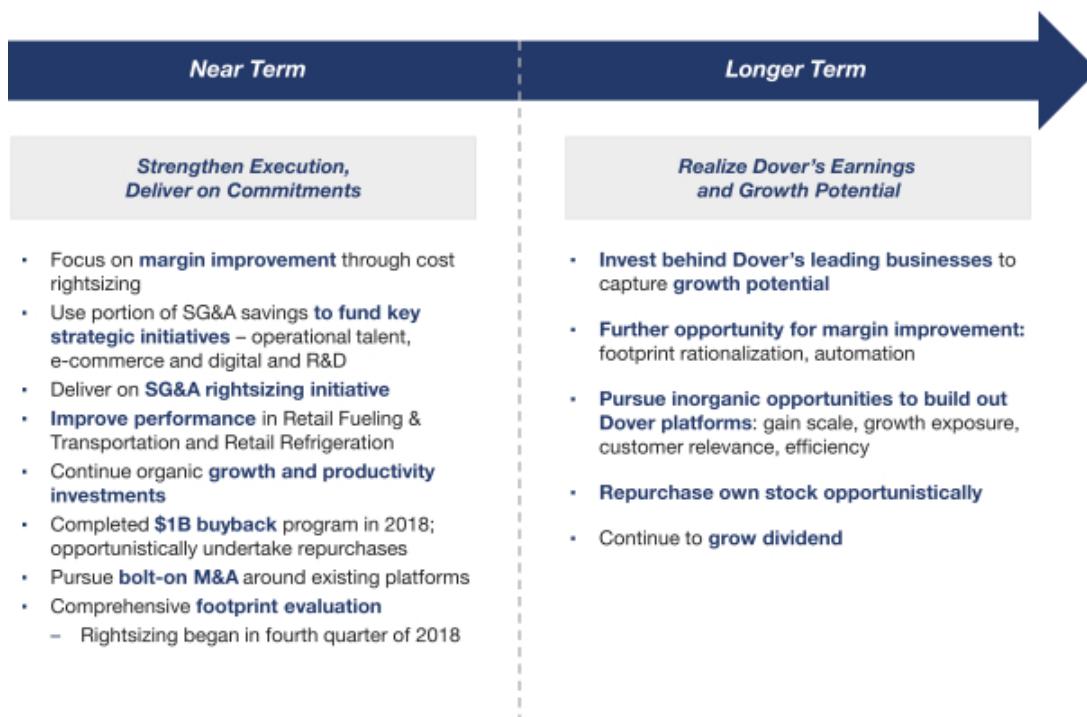 Near Term
Longer Term
Strengthen Execution,
Deliver on Commitments
▪ Focus on margin improvement through cost
rightsizing
▪ Use portion of SG&A savings to fund key
strategic initiatives – operational talent,
e-commerce and digital and R&D
▪ Deliver on SG&A rightsizing initiative
▪ Improve performance in Retail Fueling &
Transportation and Retail Refrigeration
▪ Continue organic growth and productivity
investments
▪ Completed $1B buyback program in 2018;
opportunistically undertake repurchases
▪ Pursue bolt-on M&A around existing platforms
▪ Comprehensive footprint evaluation
– Rightsizing began in fourth quarter of 2018
Realize Dover's Earnings
and Growth Potential
▪ Invest behind Dover's leading businesses to
capture growth potential
▪ Further opportunity for margin improvement:
footprint rationalization, automation
▪ Pursue inorganic opportunities to build out
Dover platforms: gain scale, growth exposure,
customer relevance, efficiency
▪ Repurchase own stock opportunistically
▪ Continue to grow dividend